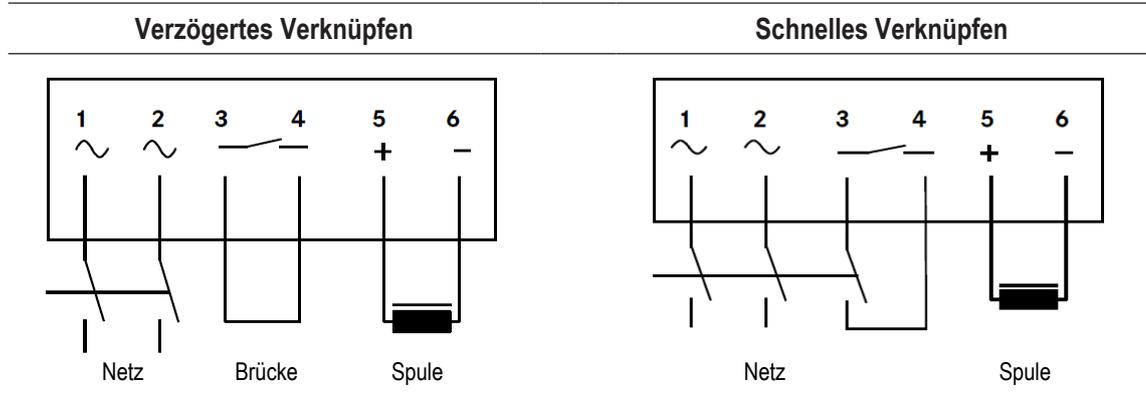 Verzögertes Verknüpfen
Schnelles Verknüpfen
1 2 3 4 5 6
+ −
Netz Brücke Spule
1 2 3 4 5 6
+ −
Netz Spule